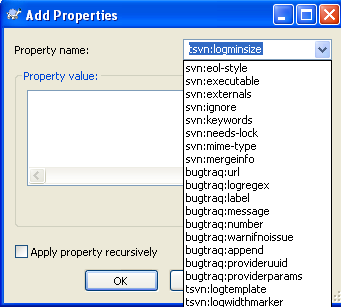 Add Properties
Property name:
tsvn:logminsize
Property value:
svn:eol-style
svn:executable
svn:externals
svn:ignore
svn:keywords
svn:needs-lock
svn:mime-type
svn:mergeinfo
bugtraq:url
bugtraq:logregex
bugtraq:label
bugtraq:message
bugtraq:number
bugtraq:warnifnoissue
bugtraq:append
bugtraq:provideruuid
bugtraq:providerparams
tsvn:logtemplate
tsvn:logwidthmarker
Apply property recursively
OK